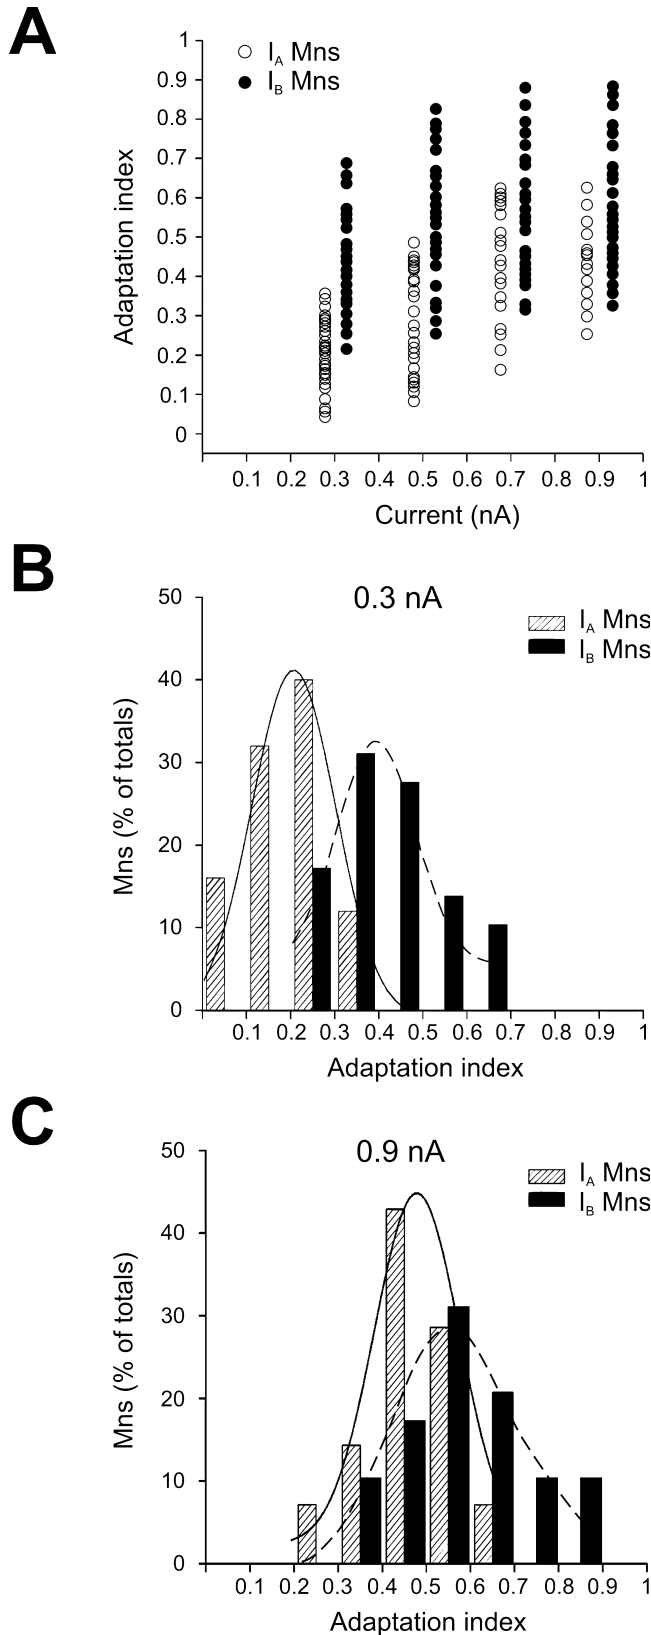 A
1
0.9
0.8
0.7
0.6
0.5
0.4
0.3
0.2
0.1
0
Adaptation index
I_A Mns
I_B Mns
0.1 0.2 0.3 0.4 0.5 0.6 0.7 0.8 0.9 1
Current (nA)
B
0.3 nA
50
40
30
20
10
0
Mns (% of totals)
I_A Mns
I_B Mns
0.1 0.2 0.3 0.4 0.5 0.6 0.7 0.8 0.9 1
Adaptation index
C
0.9 nA
50
40
30
20
10
0
Mns (% of totals)
I_A Mns
I_B Mns
0.1 0.2 0.3 0.4 0.5 0.6 0.7 0.8 0.9 1
Adaptation index